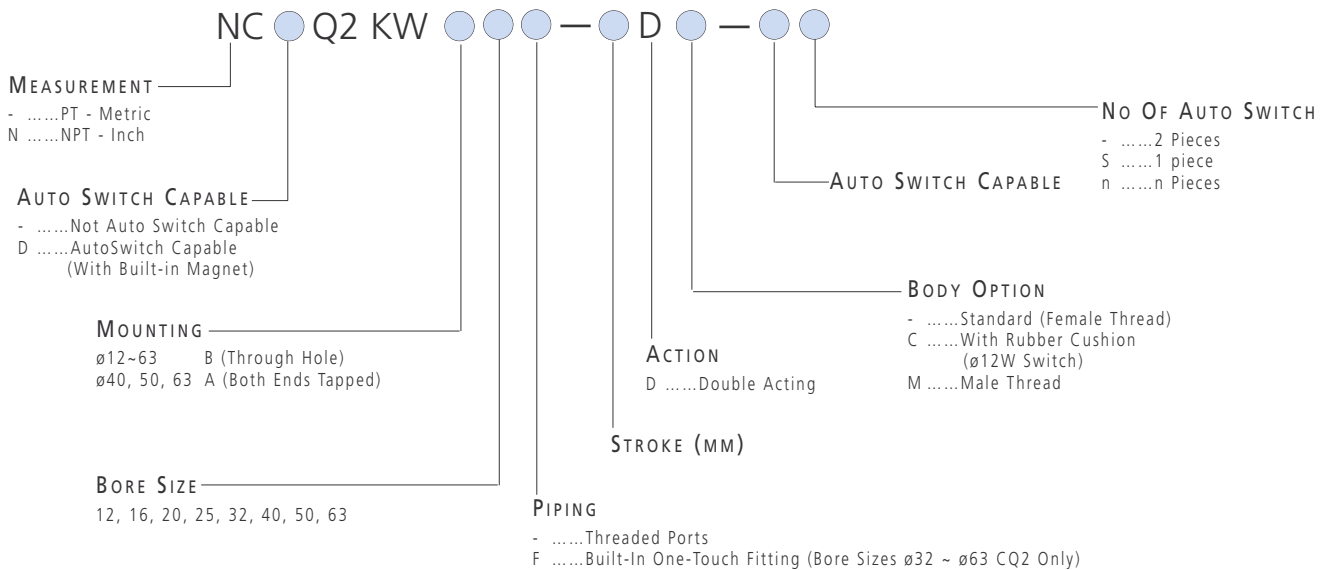 NC Q2 KW — D —
MEASUREMENT
- ......PT - Metric
N ......NPT - Inch
AUTO SWITCH CAPABLE
- ......Not Auto Switch Capable
D ......AutoSwitch Capable
(With Built-in Magnet)
MOUNTING
ø12~63 B (Through Hole)
ø40, 50, 63 A (Both Ends Tapped)
BORE SIZE
12, 16, 20, 25, 32, 40, 50, 63
PIPING
- ......Threaded Ports
F ......Built-In One-Touch Fitting (Bore Sizes ø32 ~ ø63 CQ2 Only)
STROKE (MM)
ACTION
D ......Double Acting
BODY OPTION
- ......Standard (Female Thread)
C ......With Rubber Cushion
(ø12W Switch)
M ......Male Thread
AUTO SWITCH CAPABLE
NO OF AUTO SWITCH
- ......2 Pieces
S ......1 piece
n ......n Pieces